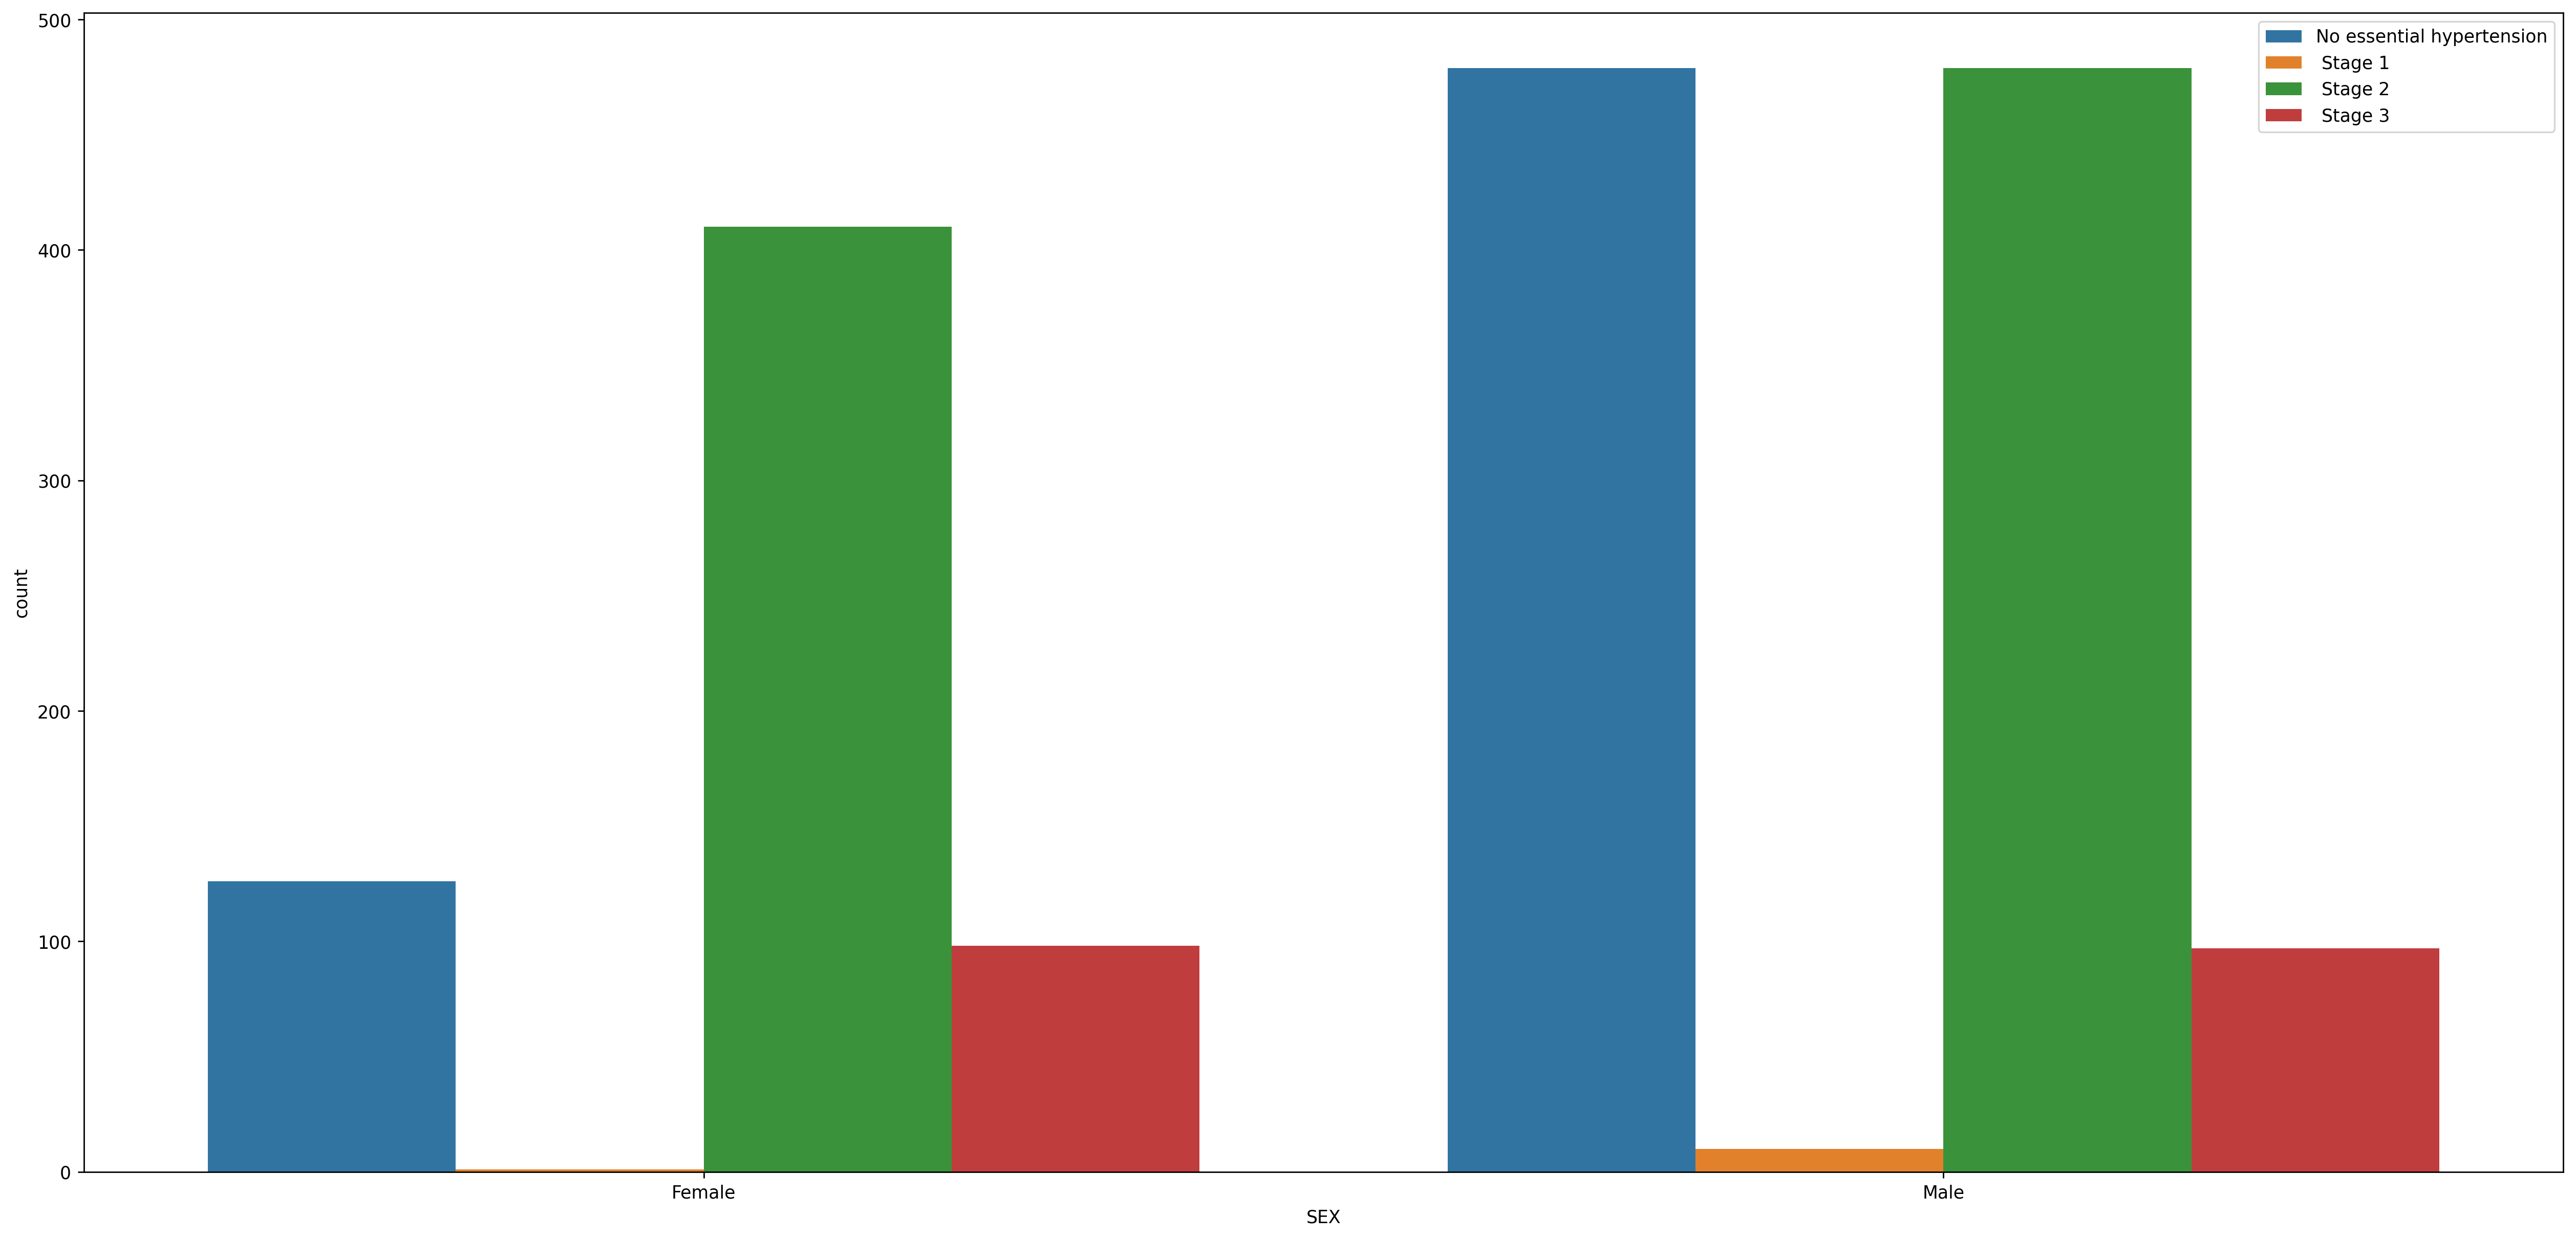 500
400
300
200
100
0
count
Female
Male
SEX
No essential hypertension
Stage 1
Stage 2
Stage 3